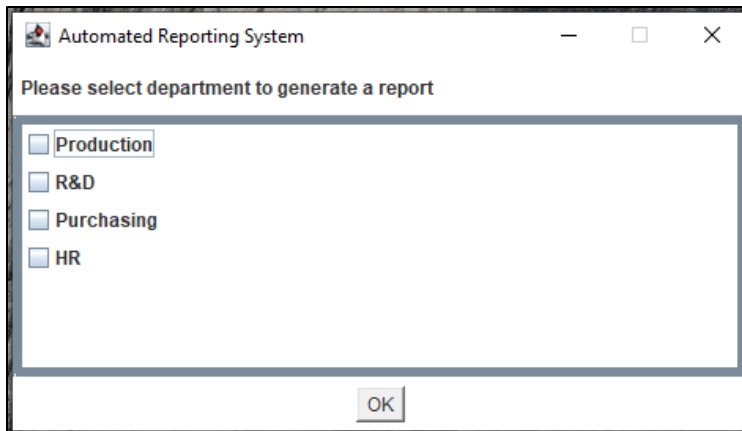 Automated Reporting System
Please select department to generate a report
Production
R&D
Purchasing
HR
OK